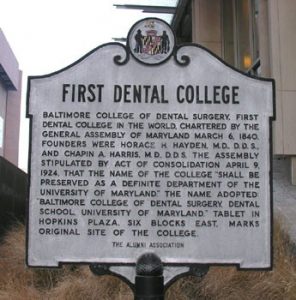 FIRST DENTAL COLLEGE
BALTIMORE COLLEGE OF DENTAL SURGERY, FIRST
DENTAL COLLEGE IN THE WORLD, CHARTERED BY THE
GENERAL ASSEMBLY OF MARYLAND MARCH 6, 1840.
FOUNDERS WERE HORACE H. HAYDEN, M.D., D.D.S.,
AND CHAPIN A. HARRIS, M.D., D.D.S. THE ASSEMBLY
STIPULATED BY ACT OF CONSOLIDATION APRIL 9,
1924, THAT THE NAME OF THE COLLEGE "SHALL BE
PRESERVED AS A DEFINITE DEPARTMENT OF THE
UNIVERSITY OF MARYLAND." THE NAME ADOPTED:
"BALTIMORE COLLEGE OF DENTAL SURGERY, DENTAL
SCHOOL, UNIVERSITY OF MARYLAND." TABLET IN
HOPKINS PLAZA, SIX BLOCKS EAST, MARKS
ORIGINAL SITE OF THE COLLEGE.
THE ALUMNI ASSOCIATION